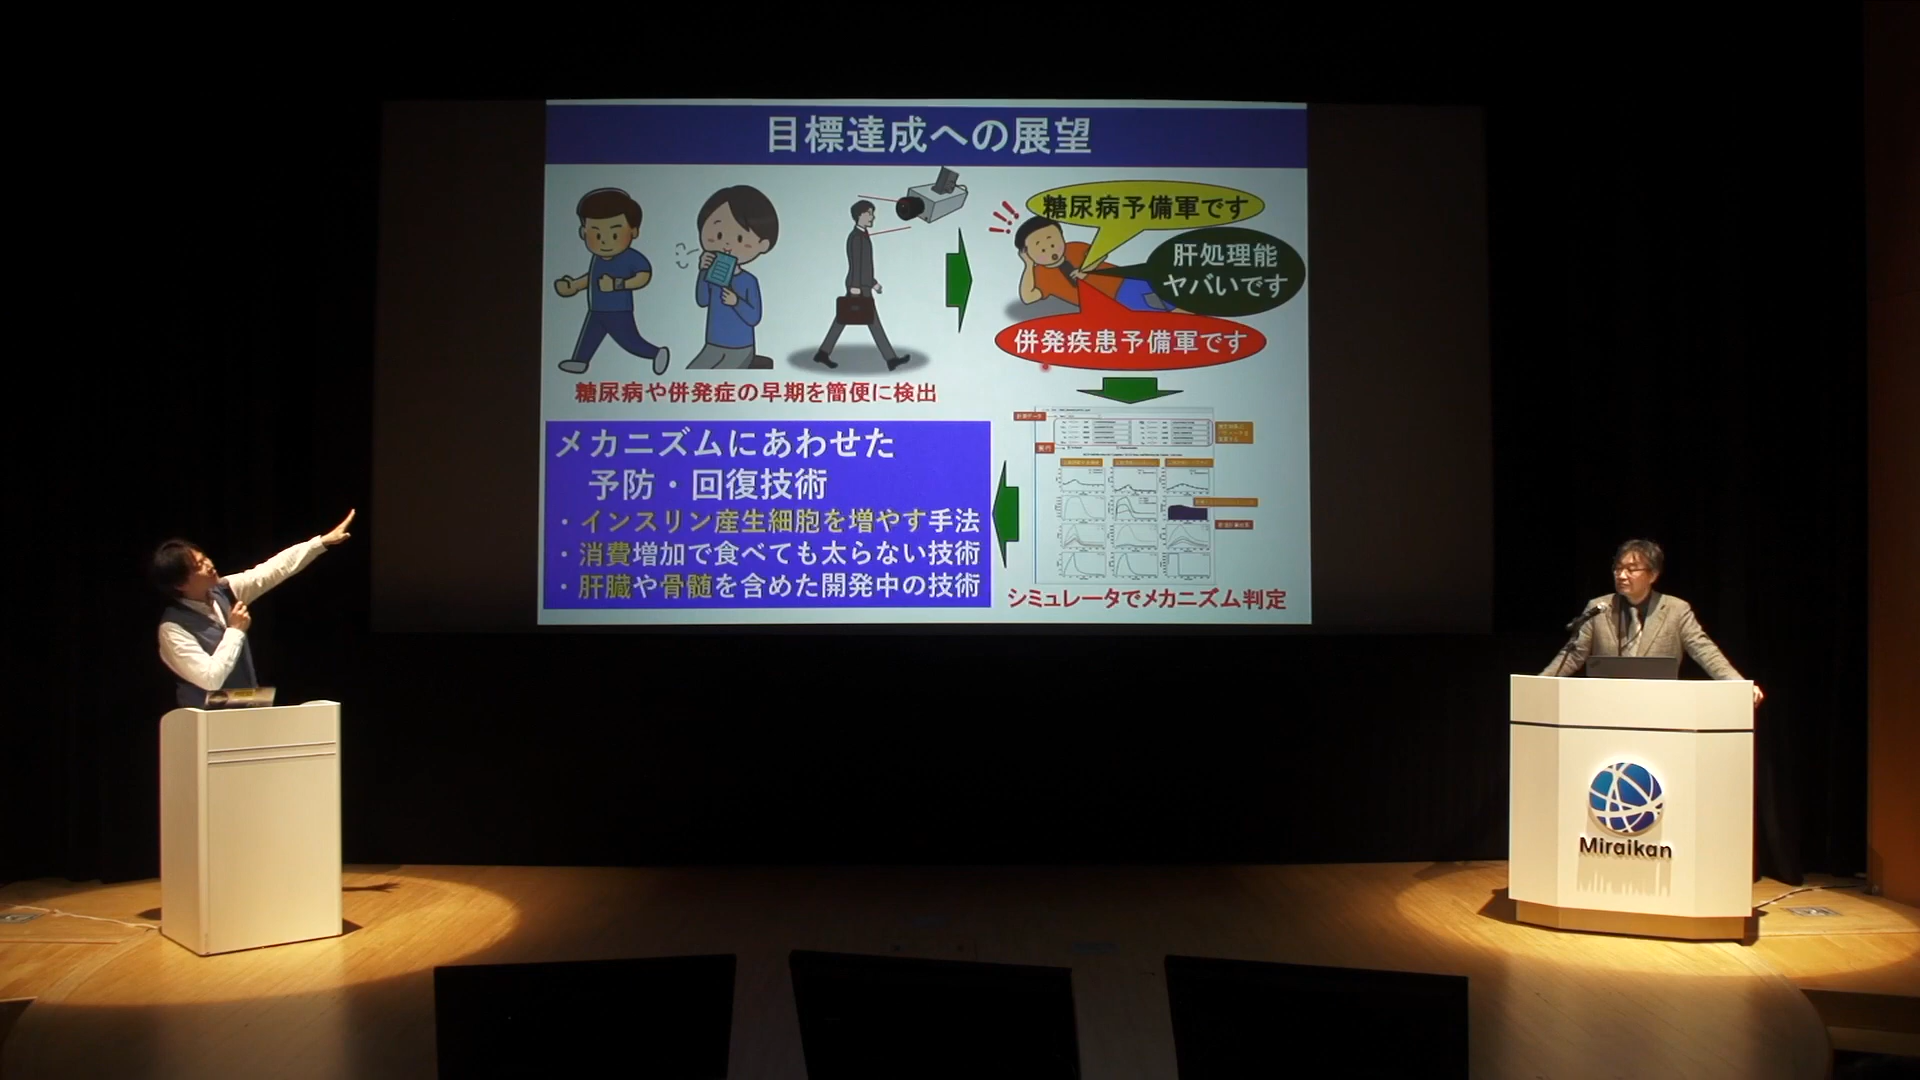 目標達成への展望
糖尿病予備軍です
肝処理能
ヤバいです
併発疾患予備軍です
糖尿病や併発症の早期を簡便に検出
メカニズムにあわせた
予防・回復技術
・インスリン産生細胞を増やす手法
・消費増加で食べても太らない技術
・肝臓や骨髄を含めた開発中の技術
シミュレータでメカニズム判定
Miraikan